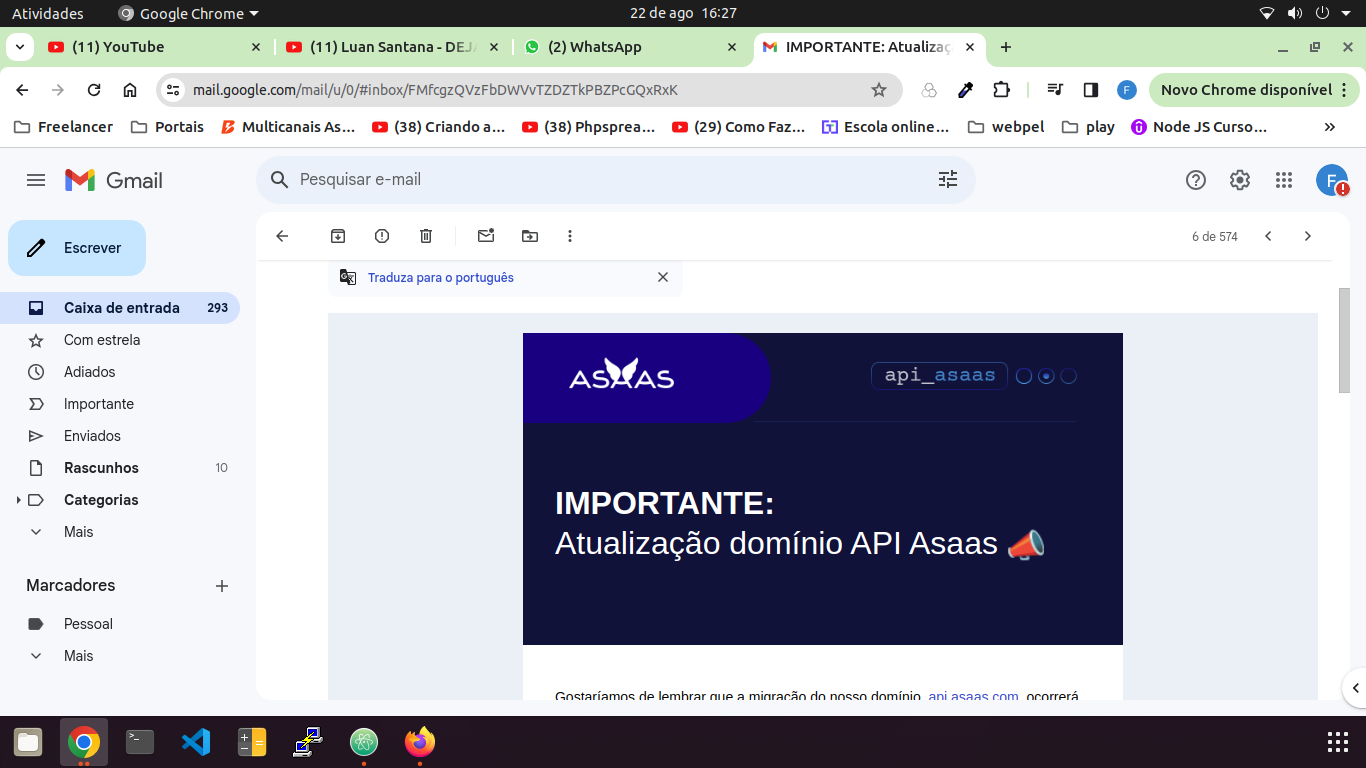 Atividades Google Chrome 22 de ago 16:27
(11) YouTube (11) Luan Santana - DEJA (2) WhatsApp IMPORTANTE: Atualizaç
mail.google.com/mail/u/0/#inbox/FMfcgzQVzFbDWVvTZDZTkPBZPcGQxRxK F Novo Chrome disponível
Freelancer Portais Multicanais As... (38) Criando a... (38) Phpsprea... (29) Como Faz... Escola online... webpel play Node JS Curso... »
Gmail Pesquisar e-mail F
Escrever 6 de 574
Traduza para o português
Caixa de entrada 293
Com estrela
Adiados
Importante
Enviados
Rascunhos 10
Categorias
Mais
Marcadores
Pessoal
Mais
ASAAS api_asaas
IMPORTANTE:
Atualização domínio API Asaas
Gostaríamos de lembrar que a migração do nosso domínio, api.asaas.com, ocorrerá